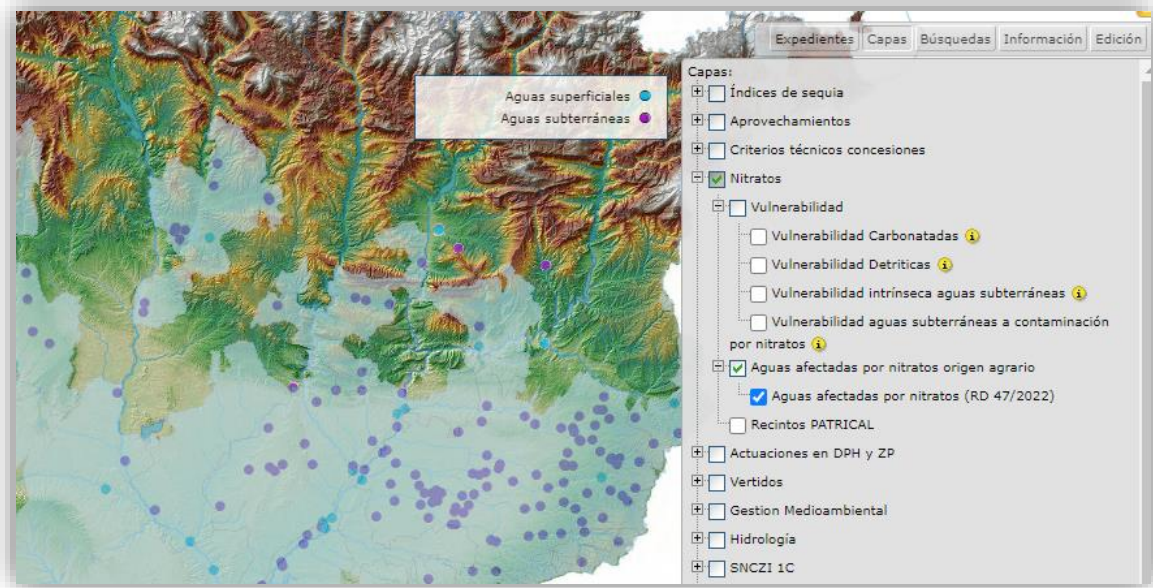 Expedientes Capas Búsquedas Información Edición
Capas:
Índices de sequia
Aprovechamientos
Criterios técnicos concesiones
Nitratos
Vulnerabilidad
Vulnerabilidad Carbonatadas
Vulnerabilidad Detriticas
Vulnerabilidad intrínseca aguas subterráneas
Vulnerabilidad aguas subterráneas a contaminación
por nitratos
Aguas afectadas por nitratos origen agrario
Aguas afectadas por nitratos (RD 47/2022)
Recintos PATRICAL
Actuaciones en DPH y ZP
Vertidos
Gestion Medioambiental
Hidrología
SNCZI 1C
Aguas superficiales
Aguas subterráneas